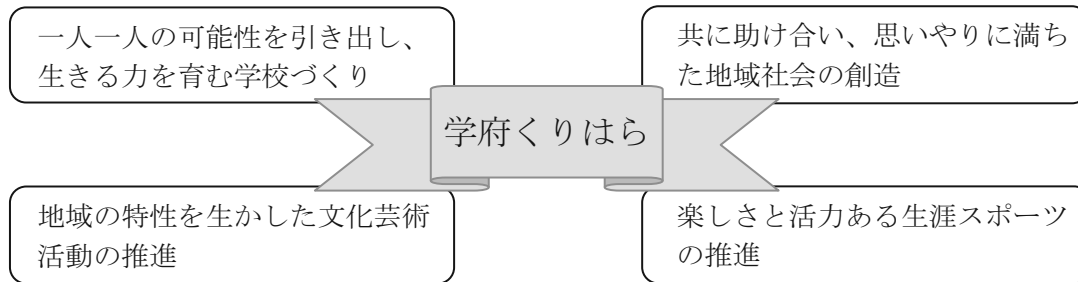 一人一人の可能性を引き出し、
生きる力を育む学校づくり
共に助け合い、思いやりに満ち
た地域社会の創造
学府くりはら
地域の特性を生かした文化芸術
活動の推進
楽しさと活力ある生涯スポーツ
の推進